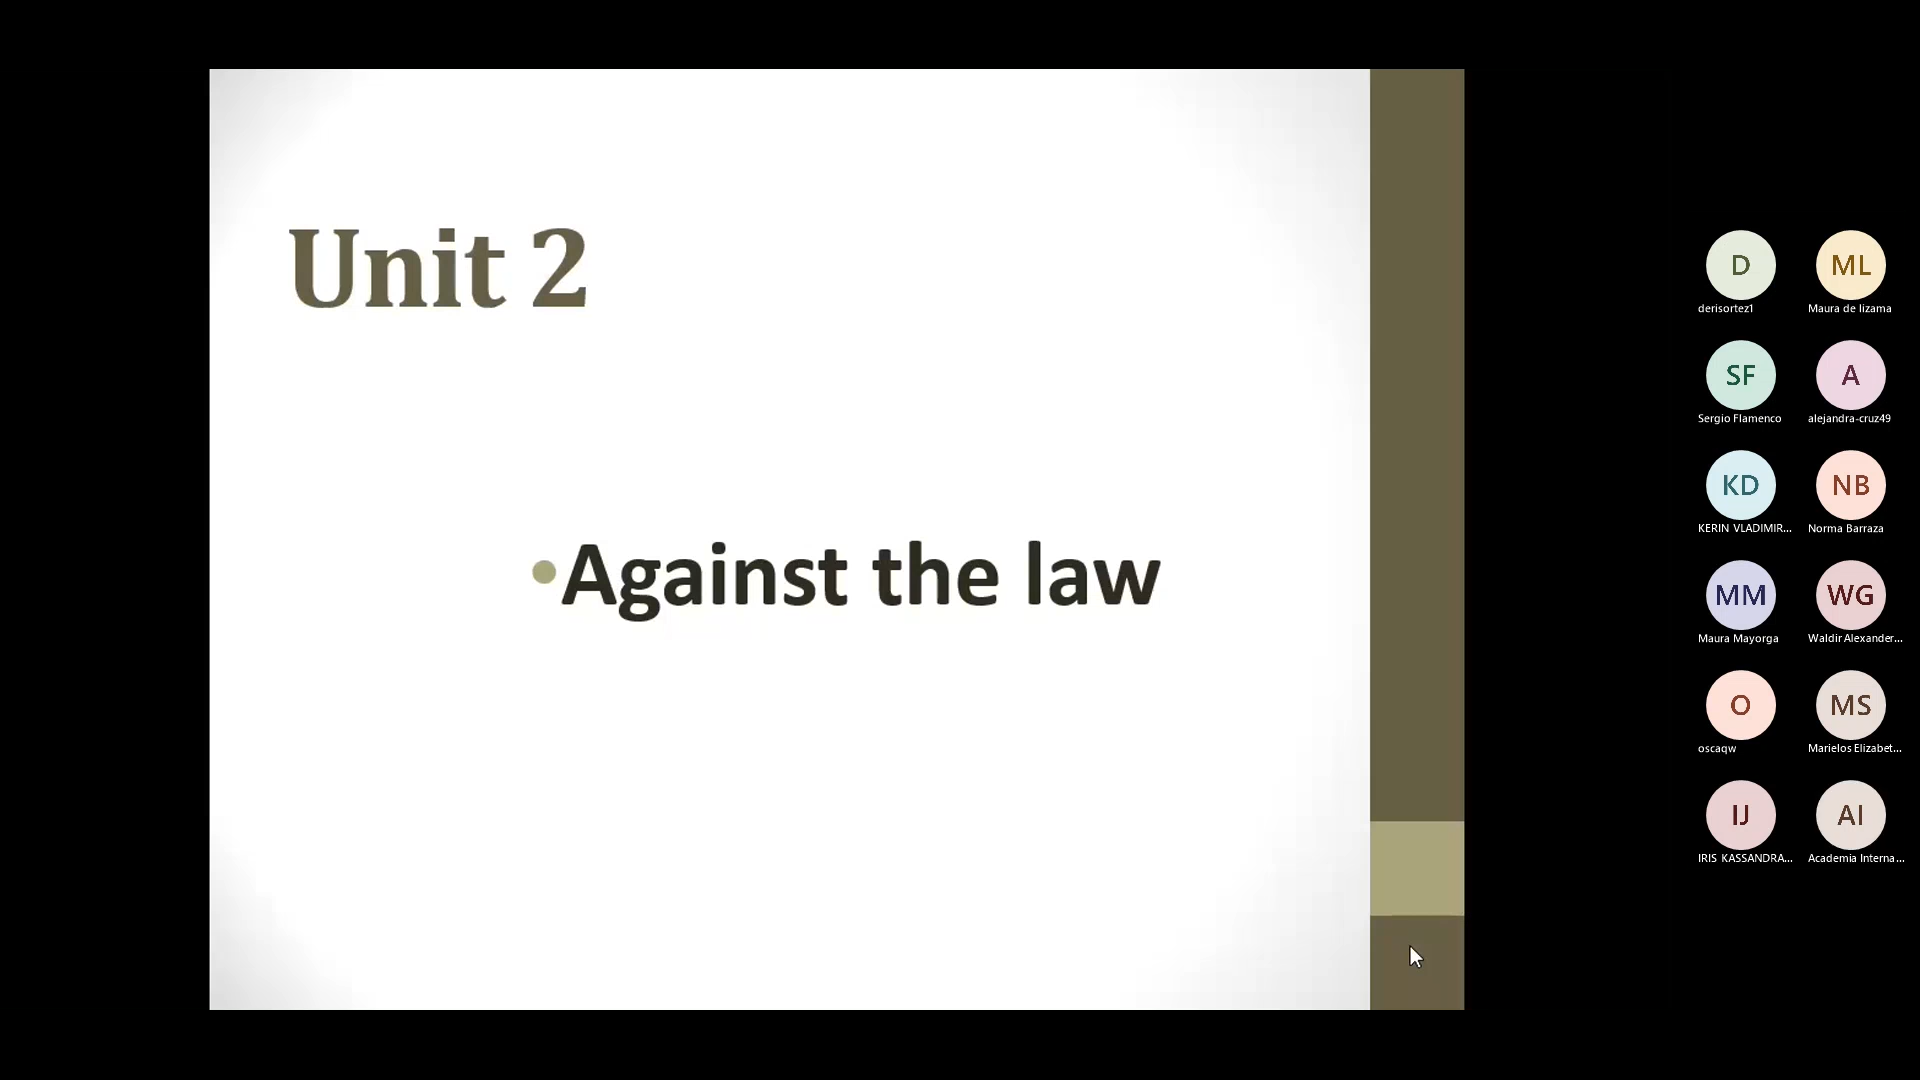 Unit 2
•Against the law
D
derisortez1
ML
Maura de lizama
SF
Sergio Flamenco
A
alejandra-cruz49
KD
KERIN VLADIMIR...
NB
Norma Barraza
MM
Maura Mayorga
WG
Waldir Alexander...
O
oscaqw
MS
Marielos Elizabet...
IJ
IRIS KASSANDRA...
AI
Academia Interna...